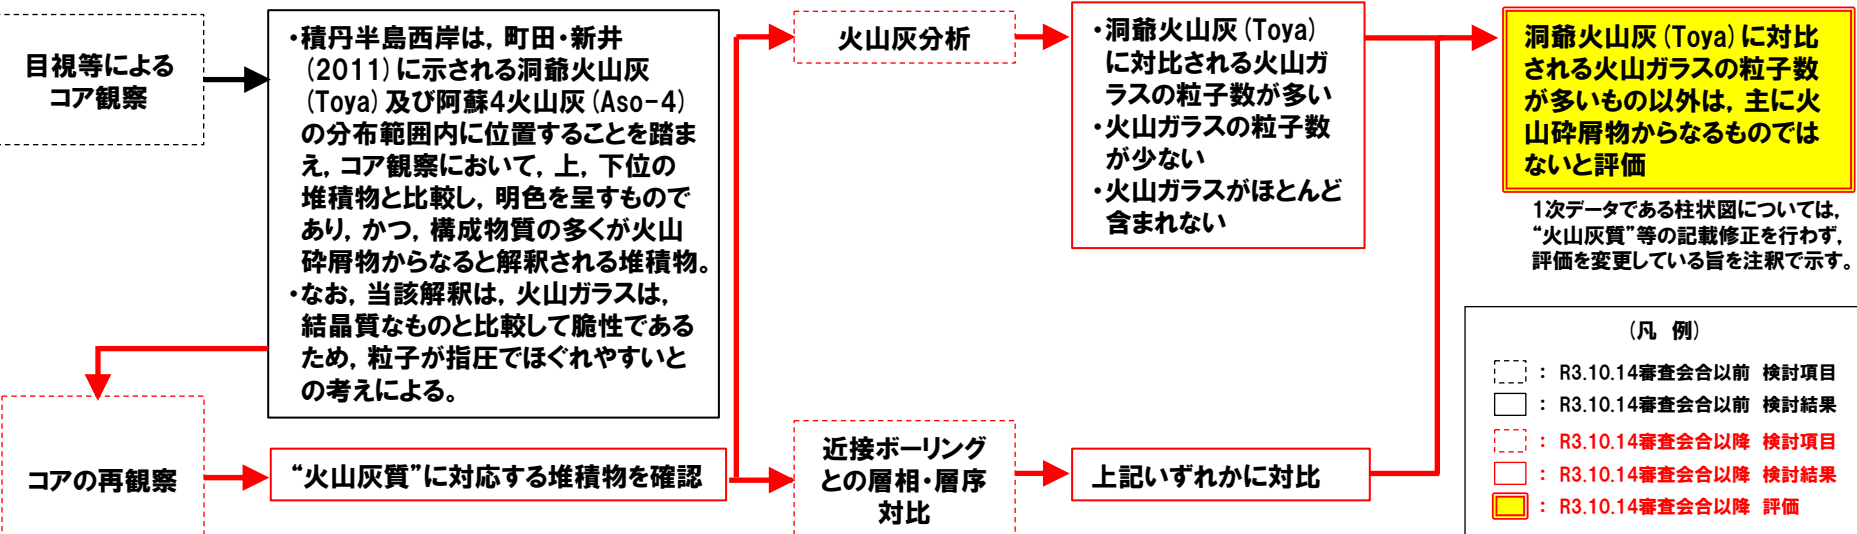 目視等による
コア観察
・積丹半島西岸は，町田・新井
(2011)に示される洞爺火山灰
(Toya)及び阿蘇4火山灰(Aso-4)
の分布範囲内に位置することを踏ま
え，コア観察において，上，下位の
堆積物と比較し，明色を呈すもので
あり，かつ，構成物質の多くが火山
砕屑物からなると解釈される堆積物。
・なお，当該解釈は，火山ガラスは，
結晶質なものと比較して脆性である
ため，粒子が指圧でほぐれやすいと
の考えによる。
コアの再観察
“火山灰質”に対応する堆積物を確認
火山灰分析
・洞爺火山灰(Toya)
に対比される火山ガ
ラスの粒子数が多い
・火山ガラスの粒子数
が少ない
・火山ガラスがほとんど
含まれない
近接ボーリング
との層相・層序
対比
上記いずれかに対比
洞爺火山灰(Toya)に対比
される火山ガラスの粒子数
が多いもの以外は，主に火
山砕屑物からなるものでは
ないと評価
1次データである柱状図については，
“火山灰質”等の記載修正を行わず，
評価を変更している旨を注釈で示す。
(凡 例)
： R3.10.14審査会合以前 検討項目
： R3.10.14審査会合以前 検討結果
： R3.10.14審査会合以降 検討項目
： R3.10.14審査会合以降 検討結果
： R3.10.14審査会合以降 評価